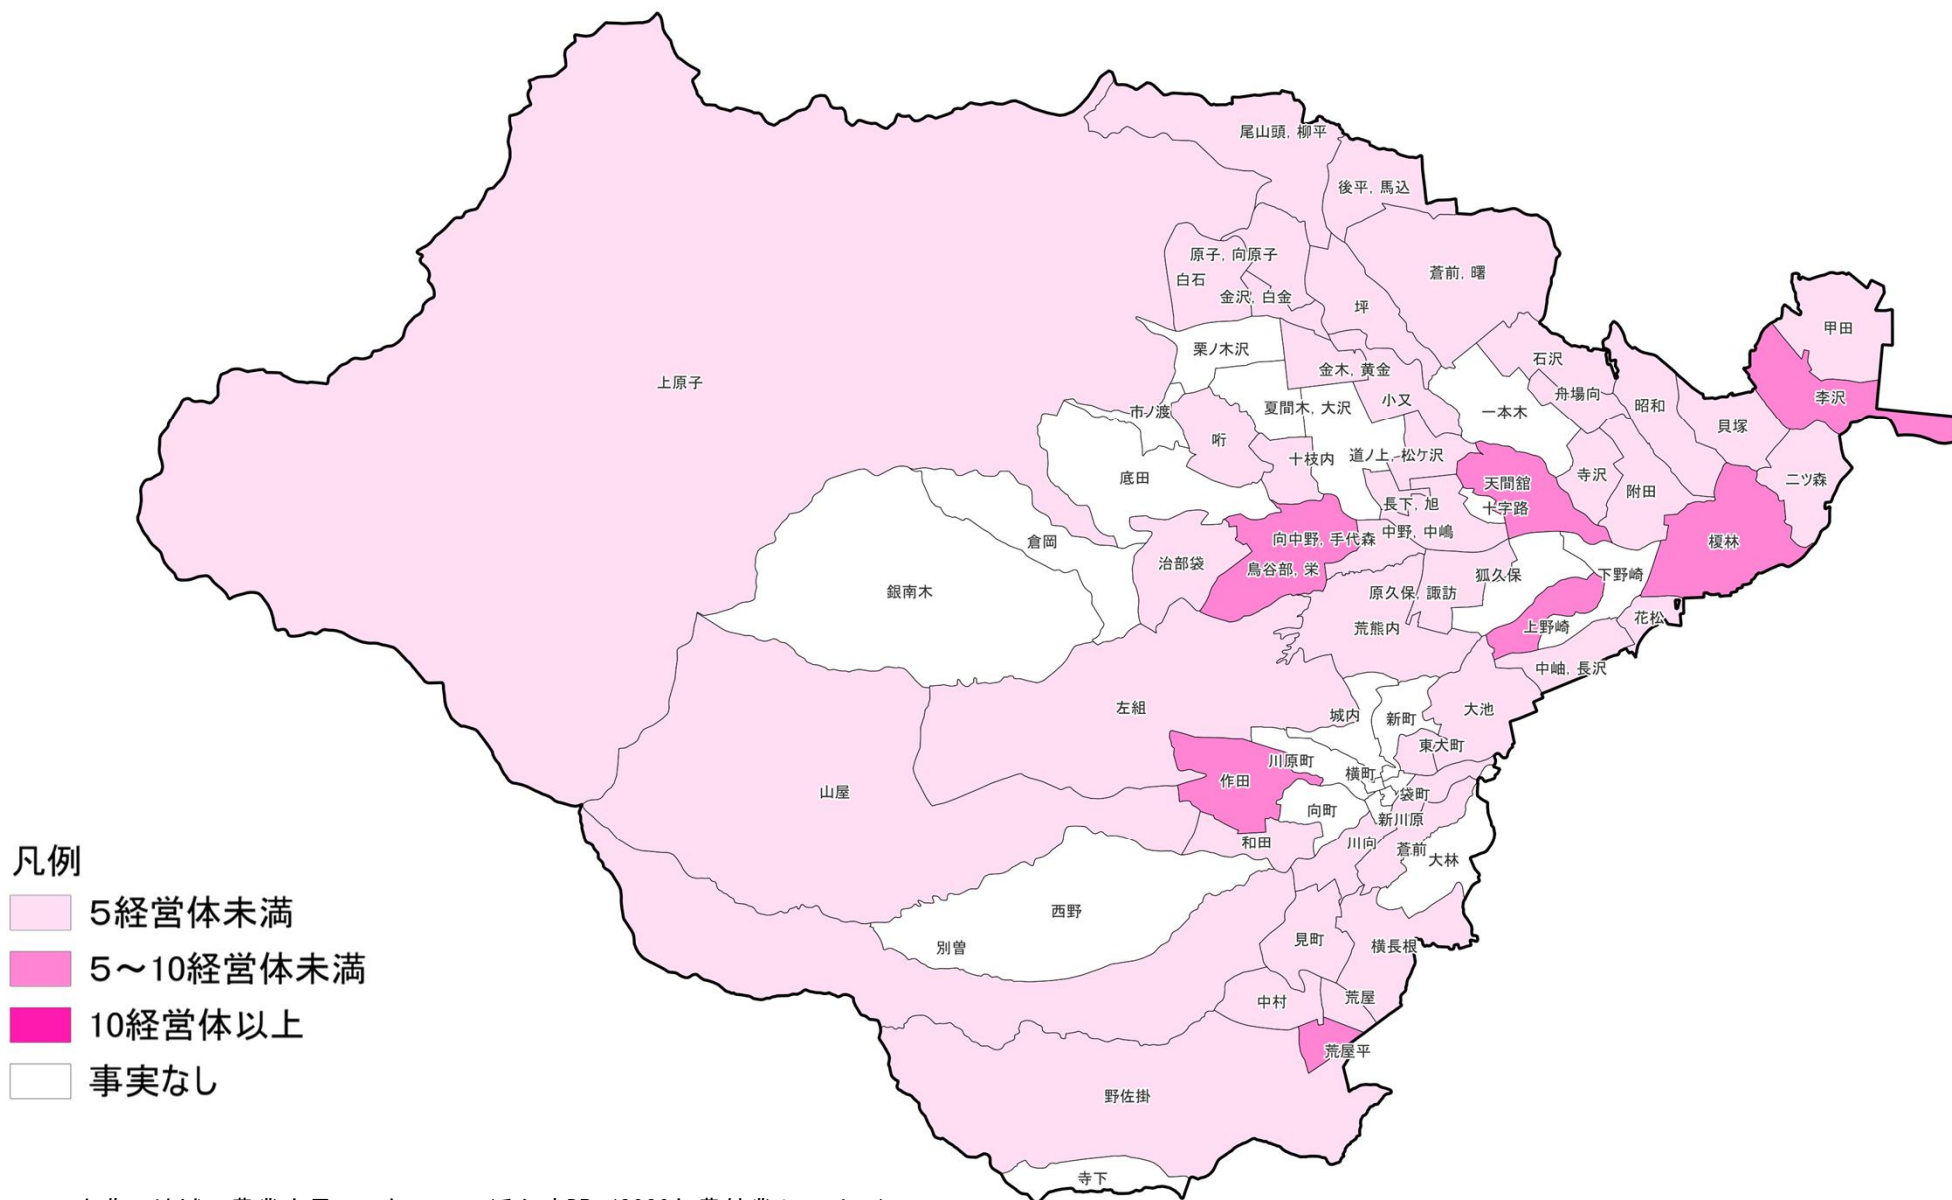 尾山頭, 柳平
後平, 馬込
原子, 向原子
白石
金沢, 白金
蒼前, 曙
坪
甲田
栗ノ木沢
石沢
金木, 黄金
上原子
舟場向
李沢
小又
昭和
市ノ渡
夏間木, 大沢
一本木
貝塚
哘
道ノ上, 松ケ沢
十枝内
底田
寺沢
天間舘
附田
二ツ森
長下, 旭
十字路
中野, 中嶋
向中野, 手代森
倉岡
榎林
治部袋
鳥谷部, 栄
狐久保
下野崎
銀南木
原久保, 諏訪
花松
荒熊内
上野崎
中岫, 長沢
左組
城内
新町
大池
東大町
川原町
横町
作田
山屋
袋町
向町
新川原
和田
川向
蒼前
大林
西野
別曽
見町
横長根
中村
荒屋
荒屋平
野佐掛
寺下
凡例
５経営体未満
５～10経営体未満
10経営体以上
事実なし